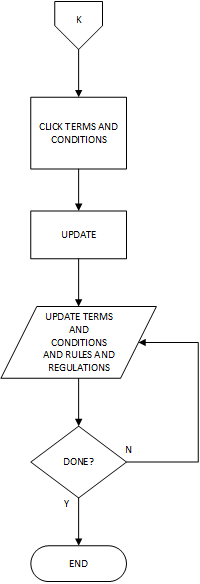 K
CLICK TERMS AND
CONDITIONS
UPDATE
UPDATE TERMS
AND
CONDITIONS
AND RULES AND
REGULATIONS
DONE?
N
Y
END